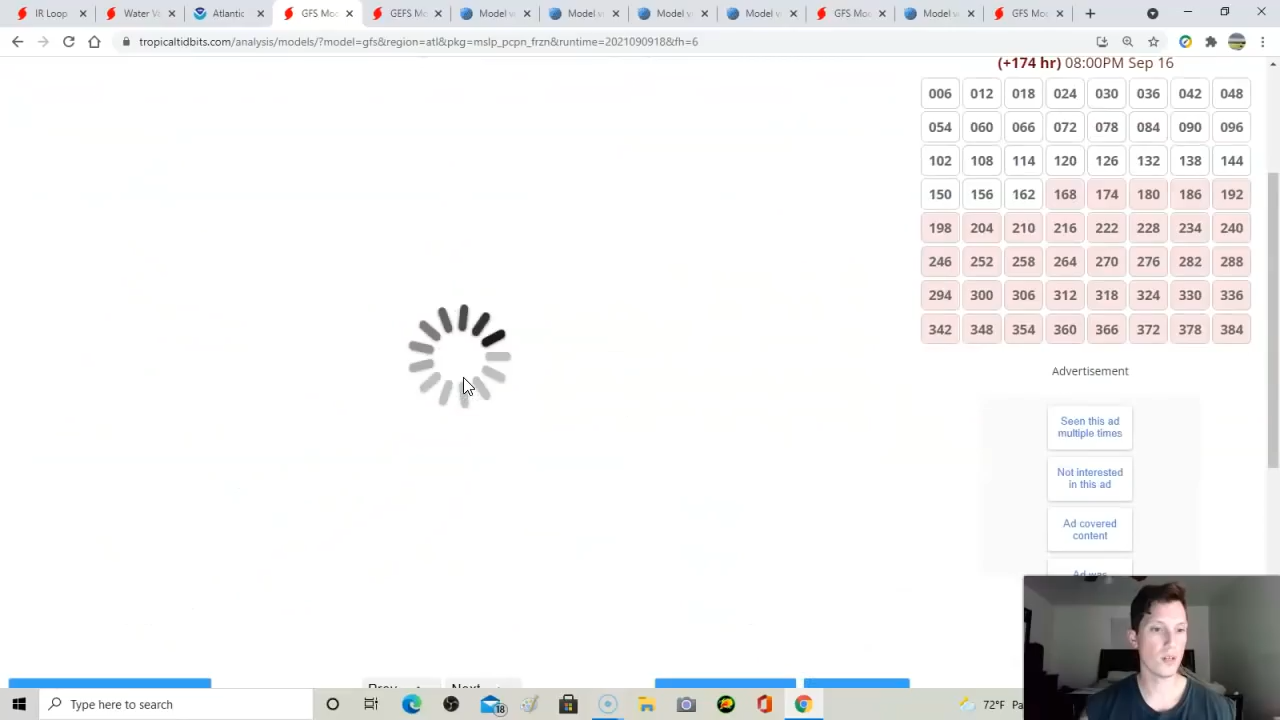 IR Loop
Water Vo
Atlantic
GFS Moc
GEFS Mo
Model v
Model v
Model v
Model v
GFS Mo
Model v
GFS Mo
tropicaltidbits.com/analysis/models/?model=gfs&region=atl&pkg=mslp_pcpn_frzn&runtime=2021090918&fh=6
(+174 hr) 08:00PM Sep 16
006 012 018 024 030 036 042 048
054 060 066 072 078 084 090 096
102 108 114 120 126 132 138 144
150 156 162 168 174 180 186 192
198 204 210 216 222 228 234 240
246 252 258 264 270 276 282 288
294 300 306 312 318 324 330 336
342 348 354 360 366 372 378 384
Advertisement
Seen this ad
multiple times
Not interested
in this ad
Ad covered
content
Ad was
Prev
Next
Type here to search
18
72°F